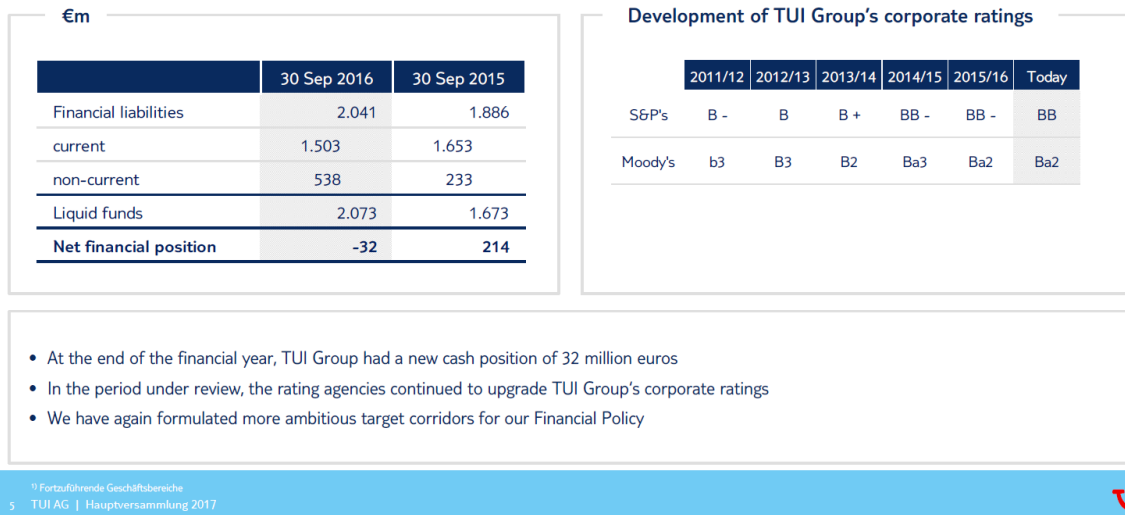 €m
30 Sep 2016 30 Sep 2015
Financial liabilities 2.041 1.886
current 1.503 1.653
non-current 538 233
Liquid funds 2.073 1.673
Net financial position -32 214
Development of TUI Group's corporate ratings
2011/12 2012/13 2013/14 2014/15 2015/16 Today
S&P's B - B B + BB - BB - BB
Moody's b3 B3 B2 Ba3 Ba2 Ba2
• At the end of the financial year, TUI Group had a new cash position of 32 million euros
• In the period under review, the rating agencies continued to upgrade TUI Group's corporate ratings
• We have again formulated more ambitious target corridors for our Financial Policy
1) Fortzuführende Geschäftsbereiche
5 TUI AG | Hauptversammlung 2017